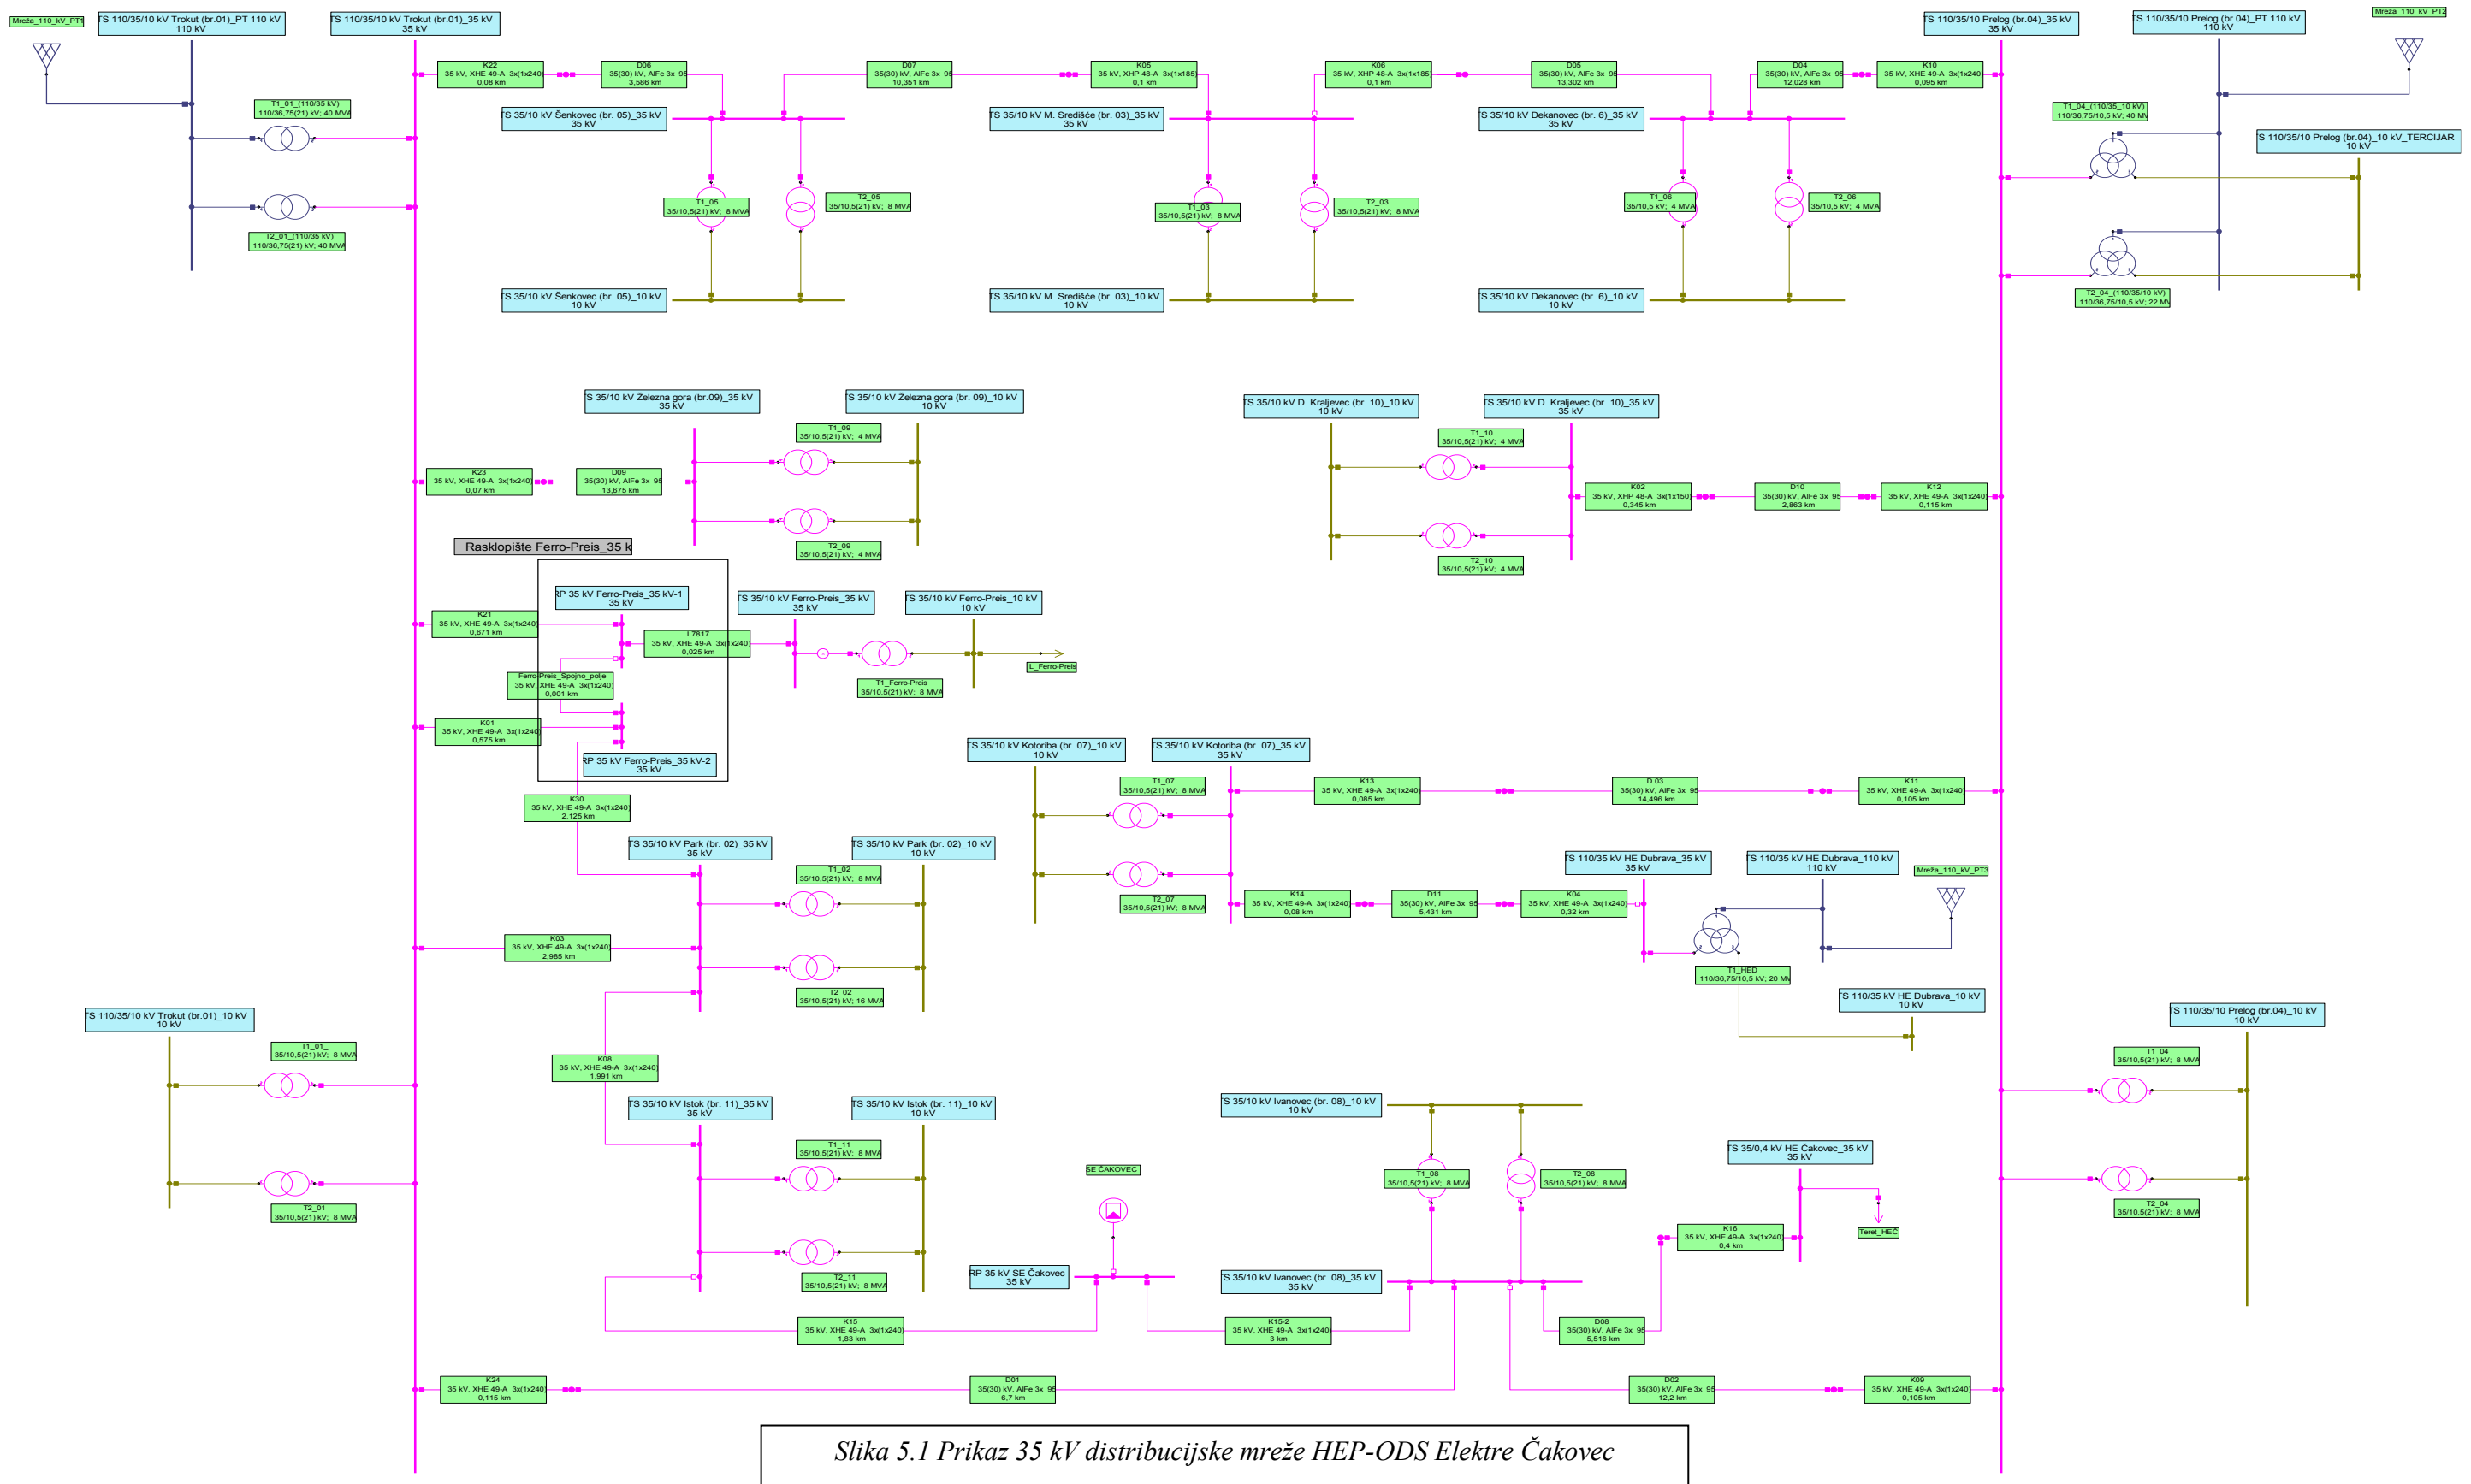 Mreža_110_kV_PT1
TS 110/35/10 kV Trokut (br.01)_PT 110 kV
110 kV
TS 110/35/10 kV Trokut (br.01)_35 kV
35 kV
TS 110/35/10 Prelog (br.04)_35 kV
35 kV
TS 110/35/10 Prelog (br.04)_PT 110 kV
110 kV
Mreža_110_kV_PT2
K22
35 kV, XHE 49-A 3x(1x240)
0,08 km
D06
35(30) kV, AlFe 3x 95
3,586 km
D07
35(30) kV, AlFe 3x 95
10,351 km
K05
35 kV, XHP 48-A 3x(1x185)
0,1 km
K06
35 kV, XHP 48-A 3x(1x185)
0,1 km
D05
35(30) kV, AlFe 3x 95
13,302 km
D04
35(30) kV, AlFe 3x 95
12,028 km
K10
35 kV, XHE 49-A 3x(1x240)
0,095 km
T1_01_(110/35 kV)
110/36,75(21) kV; 40 MVA
T2_01_(110/35 kV)
110/36,75(21) kV; 40 MVA
TS 35/10 kV Šenkovec (br. 05)_35 kV
35 kV
TS 35/10 kV M. Središće (br. 03)_35 kV
35 kV
TS 35/10 kV Dekanovec (br. 6)_35 kV
35 kV
T1_04_(110/35_10 kV)
110/36,75/10,5 kV; 40 MV
TS 110/35/10 Prelog (br.04)_10 kV_TERCIJAR
10 kV
T1_05
35/10,5(21) kV; 8 MVA
T2_05
35/10,5(21) kV; 8 MVA
T1_03
35/10,5(21) kV; 8 MVA
T2_03
35/10,5(21) kV; 8 MVA
T1_06
35/10,5 kV; 4 MVA
T2_06
35/10,5 kV; 4 MVA
T2_04_(110/35/10 kV)
110/36,75/10,5 kV; 22 MV
TS 35/10 kV Šenkovec (br. 05)_10 kV
10 kV
TS 35/10 kV M. Središće (br. 03)_10 kV
10 kV
TS 35/10 kV Dekanovec (br. 6)_10 kV
10 kV
TS 35/10 kV Železna gora (br.09)_35 kV
35 kV
TS 35/10 kV Železna gora (br. 09)_10 kV
10 kV
TS 35/10 kV D. Kraljevec (br. 10)_10 kV
10 kV
TS 35/10 kV D. Kraljevec (br. 10)_35 kV
35 kV
T1_09
35/10,5(21) kV; 4 MVA
T1_10
35/10,5(21) kV; 4 MVA
K23
35 kV, XHE 49-A 3x(1x240)
0,07 km
D09
35(30) kV, AlFe 3x 95
13,675 km
K02
35 kV, XHP 48-A 3x(1x150)
0,345 km
D10
35(30) kV, AlFe 3x 95
2,863 km
K12
35 kV, XHE 49-A 3x(1x240)
0,115 km
T2_09
35/10,5(21) kV; 4 MVA
T2_10
35/10,5(21) kV; 4 MVA
Rasklopište Ferro-Preis_35 k
RP 35 kV Ferro-Preis_35 kV-1
35 kV
TS 35/10 kV Ferro-Preis_35 kV
35 kV
TS 35/10 kV Ferro-Preis_10 kV
10 kV
K21
35 kV, XHE 49-A 3x(1x240)
0,671 km
L7817
35 kV, XHE 49-A 3x(1x240)
0,025 km
L_Ferro-Preis
Ferro-Preis_Spojno_polje
35 kV, XHE 49-A 3x(1x240)
0,001 km
T1_Ferro-Preis
35/10,5(21) kV; 8 MVA
K01
35 kV, XHE 49-A 3x(1x240)
0,575 km
RP 35 kV Ferro-Preis_35 kV-2
35 kV
TS 35/10 kV Kotoriba (br. 07)_10 kV
10 kV
TS 35/10 kV Kotoriba (br. 07)_35 kV
35 kV
K30
35 kV, XHE 49-A 3x(1x240)
2,125 km
T1_07
35/10,5(21) kV; 8 MVA
K13
35 kV, XHE 49-A 3x(1x240)
0,085 km
D 03
35(30) kV, AlFe 3x 95
14,496 km
K11
35 kV, XHE 49-A 3x(1x240)
0,105 km
TS 35/10 kV Park (br. 02)_35 kV
35 kV
TS 35/10 kV Park (br. 02)_10 kV
10 kV
T1_02
35/10,5(21) kV; 8 MVA
T2_07
35/10,5(21) kV; 8 MVA
K14
35 kV, XHE 49-A 3x(1x240)
0,08 km
D11
35(30) kV, AlFe 3x 95
5,431 km
K04
35 kV, XHE 49-A 3x(1x240)
0,32 km
TS 110/35 kV HE Dubrava_35 kV
35 kV
TS 110/35 kV HE Dubrava_110 kV
110 kV
Mreža_110_kV_PT3
K03
35 kV, XHE 49-A 3x(1x240)
2,985 km
T2_02
35/10,5(21) kV; 16 MVA
T1_HED
110/36,75/10,5 kV; 20 MV
TS 110/35 kV HE Dubrava_10 kV
10 kV
TS 110/35/10 kV Trokut (br.01)_10 kV
10 kV
TS 110/35/10 Prelog (br.04)_10 kV
10 kV
T1_01_
35/10,5(21) kV; 8 MVA
K08
35 kV, XHE 49-A 3x(1x240)
1,991 km
T1_04
35/10,5(21) kV; 8 MVA
TS 35/10 kV Istok (br. 11)_35 kV
35 kV
TS 35/10 kV Istok (br. 11)_10 kV
10 kV
TS 35/10 kV Ivanovec (br. 08)_10 kV
10 kV
T1_11
35/10,5(21) kV; 8 MVA
SE ČAKOVEC
T1_08
35/10,5(21) kV; 8 MVA
T2_08
35/10,5(21) kV; 8 MVA
TS 35/0,4 kV HE Čakovec_35 kV
35 kV
T2_01
35/10,5(21) kV; 8 MVA
T2_04
35/10,5(21) kV; 8 MVA
K16
35 kV, XHE 49-A 3x(1x240)
0,4 km
Teret_HEČ
T2_11
35/10,5(21) kV; 8 MVA
RP 35 kV SE Čakovec
35 kV
TS 35/10 kV Ivanovec (br. 08)_35 kV
35 kV
K15
35 kV, XHE 49-A 3x(1x240)
1,83 km
K15-2
35 kV, XHE 49-A 3x(1x240)
3 km
D08
35(30) kV, AlFe 3x 95
5,516 km
K24
35 kV, XHE 49-A 3x(1x240)
0,115 km
D01
35(30) kV, AlFe 3x 95
6,7 km
D02
35(30) kV, AlFe 3x 95
12,2 km
K09
35 kV, XHE 49-A 3x(1x240)
0,105 km
Slika 5.1 Prikaz 35 kV distribucijske mreže HEP-ODS Elektre Čakovec